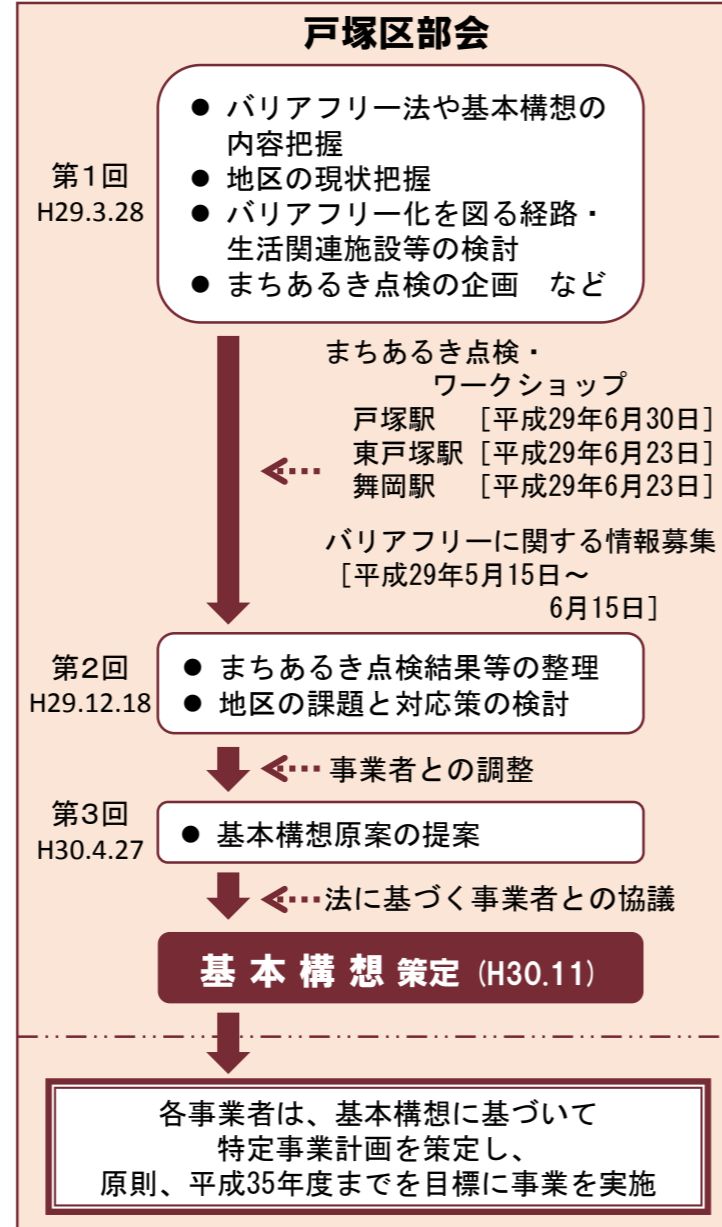 戸塚区部会
第1回
H29.3.28
● バリアフリー法や基本構想の
内容把握
● 地区の現状把握
● バリアフリー化を図る経路・
生活関連施設等の検討
● まちあるき点検の企画　など
まちあるき点検・
ワークショップ
戸塚駅　[平成29年6月30日]
東戸塚駅 [平成29年6月23日]
舞岡駅　[平成29年6月23日]
バリアフリーに関する情報募集
[平成29年5月15日～
6月15日]
第2回
H29.12.18
● まちあるき点検結果等の整理
● 地区の課題と対応策の検討
事業者との調整
第3回
H30.4.27
● 基本構想原案の提案
法に基づく事業者との協議
基本構想策定 (H30.11)
各事業者は、基本構想に基づいて
特定事業計画を策定し、
原則、平成35年度までを目標に事業を実施